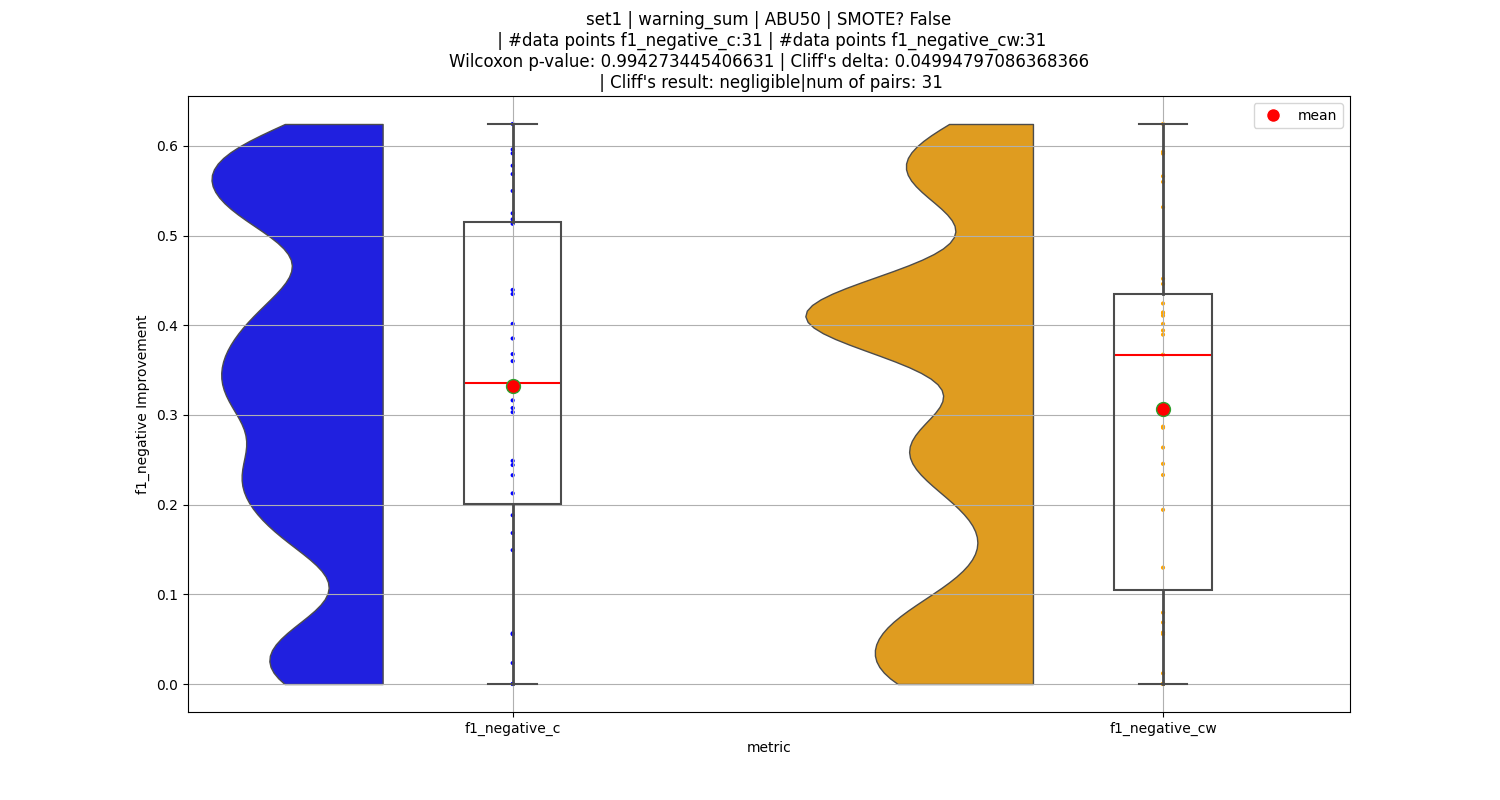 set1 | warning_sum | ABU50 | SMOTE? False
| #data points f1_negative_c:31 | #data points f1_negative_cw:31
Wilcoxon p-value: 0.994273445406631 | Cliff's delta: 0.04994797086368366
| Cliff's result: negligible|num of pairs: 31
mean
0.6
0.5
0.4
0.3
0.2
0.1
0.0
f1_negative Improvement
f1_negative_c
f1_negative_cw
metric